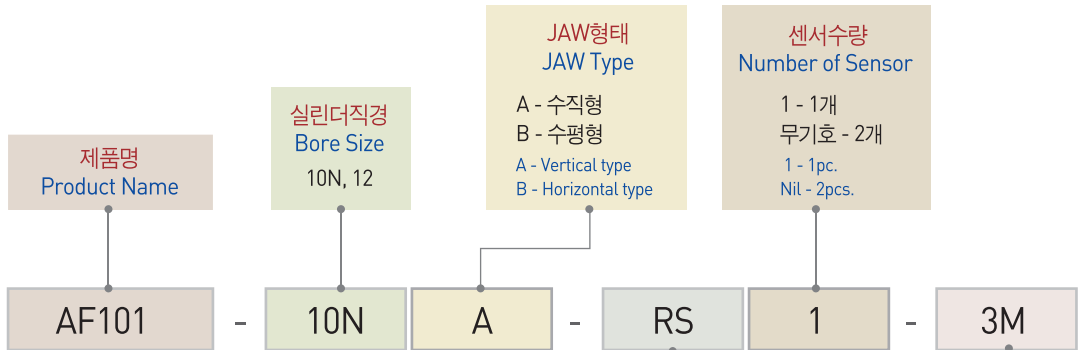 JAW형태
JAW Type
A - 수직형
B - 수평형
A - Vertical type
B - Horizontal type
센서수량
Number of Sensor
1 - 1개
무기호 - 2개
1 - 1pc.
Nil - 2pcs.
실린더직경
Bore Size
10N, 12
제품명
Product Name
AF101 - 10N A - RS 1 - 3M